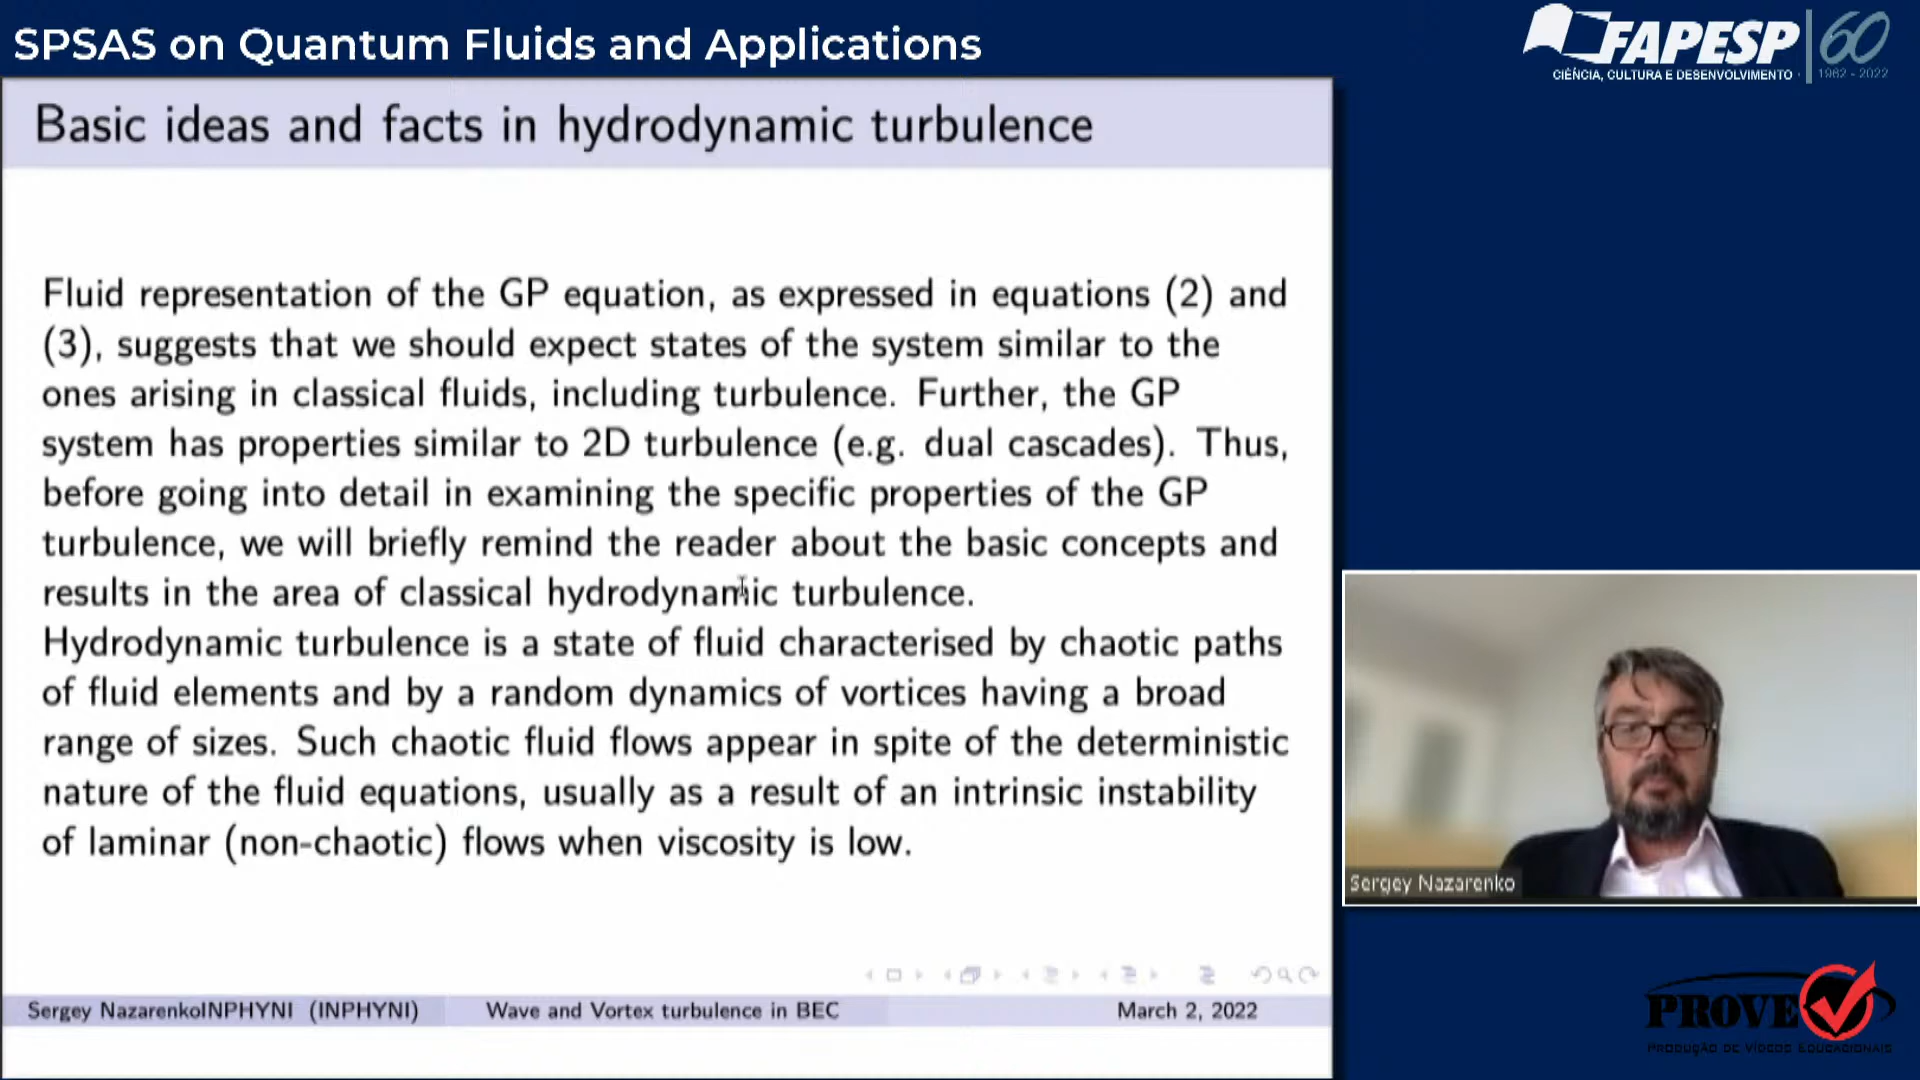 SPSAS on Quantum Fluids and Applications
FAPESP 60
CIÊNCIA, CULTURA E DESENVOLVIMENTO
1962 - 2022
Basic ideas and facts in hydrodynamic turbulence
Fluid representation of the GP equation, as expressed in equations (2) and
(3), suggests that we should expect states of the system similar to the
ones arising in classical fluids, including turbulence. Further, the GP
system has properties similar to 2D turbulence (e.g. dual cascades). Thus,
before going into detail in examining the specific properties of the GP
turbulence, we will briefly remind the reader about the basic concepts and
results in the area of classical hydrodynamic turbulence.
Hydrodynamic turbulence is a state of fluid characterised by chaotic paths
of fluid elements and by a random dynamics of vortices having a broad
range of sizes. Such chaotic fluid flows appear in spite of the deterministic
nature of the fluid equations, usually as a result of an intrinsic instability
of laminar (non-chaotic) flows when viscosity is low.
Sergey Nazarenko
Sergey NazarenkoINPHYNI (INPHYNI)
Wave and Vortex turbulence in BEC
March 2, 2022
PROVE
PRODUÇÃO DE VÍDEOS EDUCACIONAIS